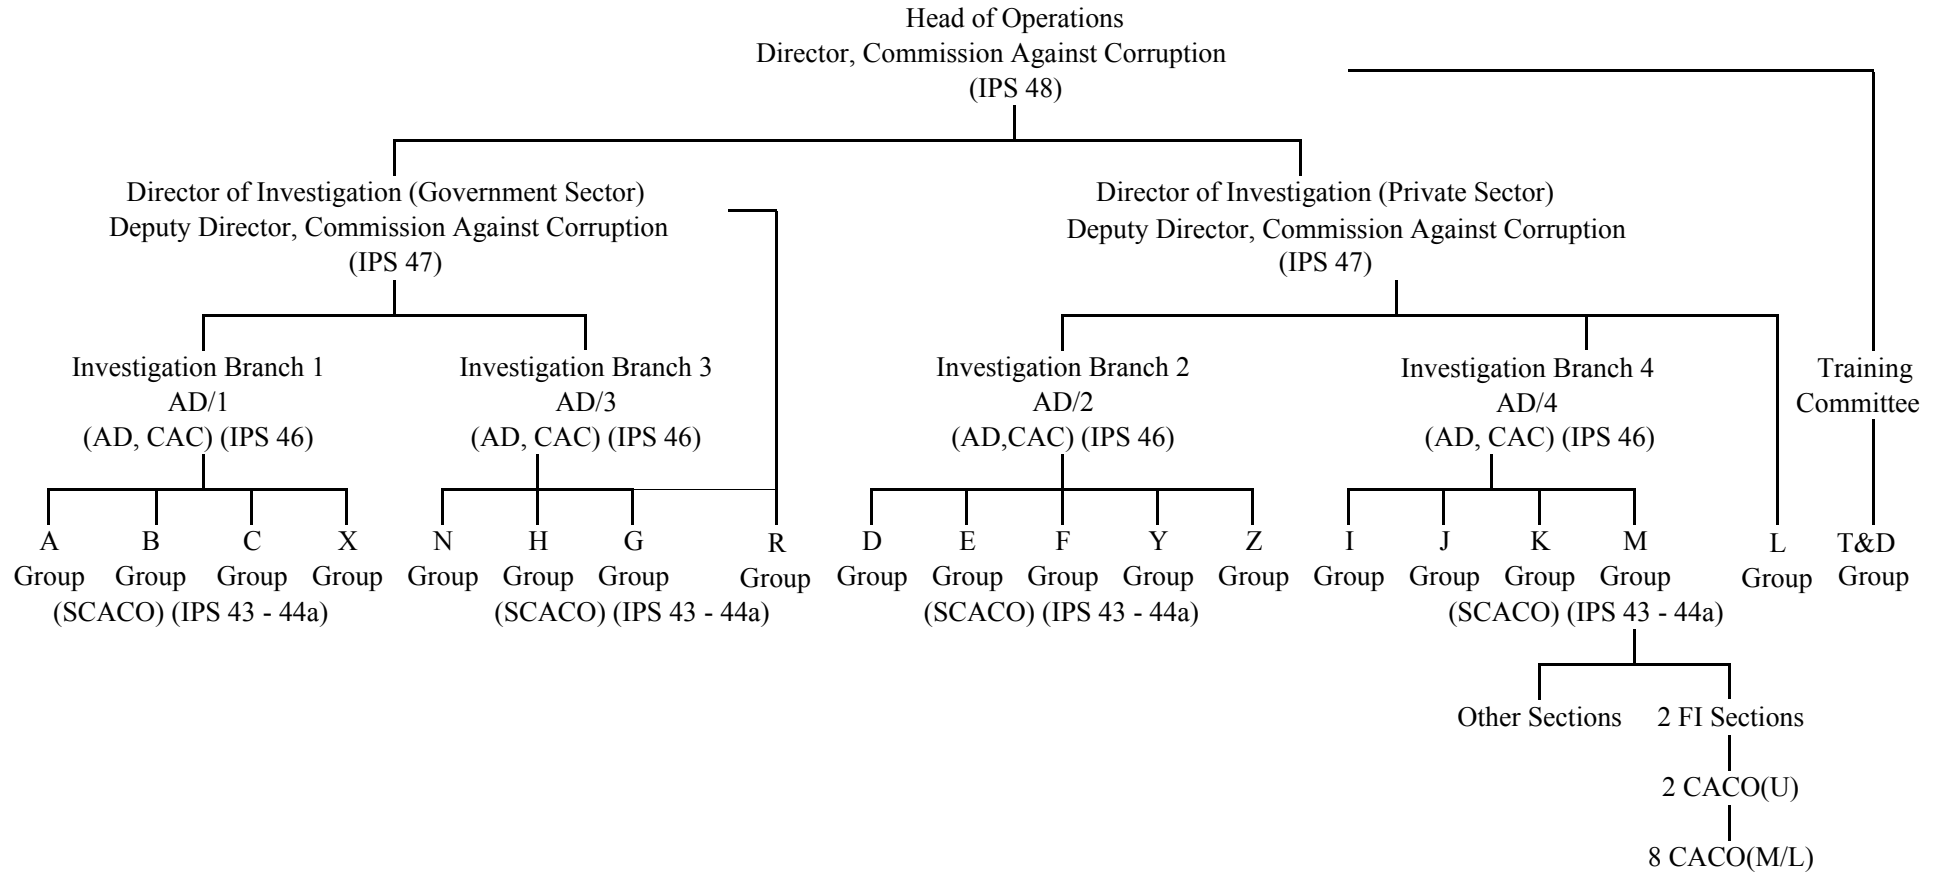 Head of Operations
Director, Commission Against Corruption
(IPS 48)
Director of Investigation (Government Sector)
Deputy Director, Commission Against Corruption
(IPS 47)
Director of Investigation (Private Sector)
Deputy Director, Commission Against Corruption
(IPS 47)
Investigation Branch 1
AD/1
(AD, CAC) (IPS 46)
Investigation Branch 3
AD/3
(AD, CAC) (IPS 46)
Investigation Branch 2
AD/2
(AD,CAC) (IPS 46)
Investigation Branch 4
AD/4
(AD, CAC) (IPS 46)
Training
Committee
A
Group
B
Group
C
Group
X
Group
(SCACO) (IPS 43 - 44a)
N
Group
H
Group
G
Group
R
Group
(SCACO) (IPS 43 - 44a)
D
Group
E
Group
F
Group
Y
Group
Z
Group
(SCACO) (IPS 43 - 44a)
I
Group
J
Group
K
Group
M
Group
(SCACO) (IPS 43 - 44a)
L
Group
T&D
Group
Other Sections
2 FI Sections
2 CACO(U)
8 CACO(M/L)